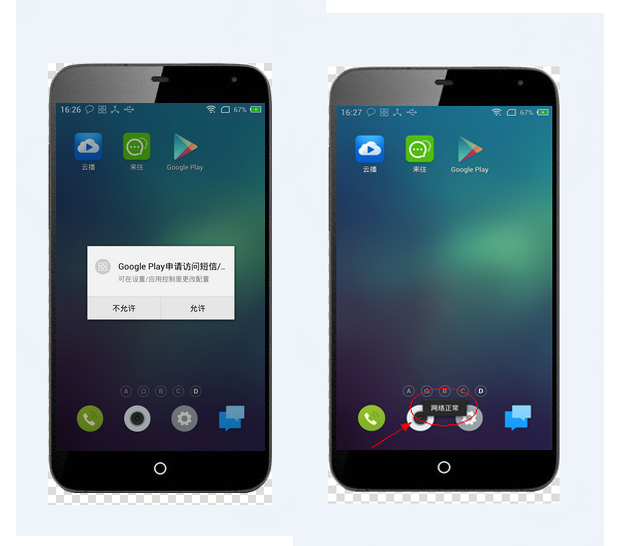 16:26
67%
云播
来往
Google Play
Google Play申请访问短信/..
可在设置/应用控制里更改配置
不允许
允许
A
B
C
D
16:27
67%
云播
来往
Google Play
A
B
C
D
网络正常